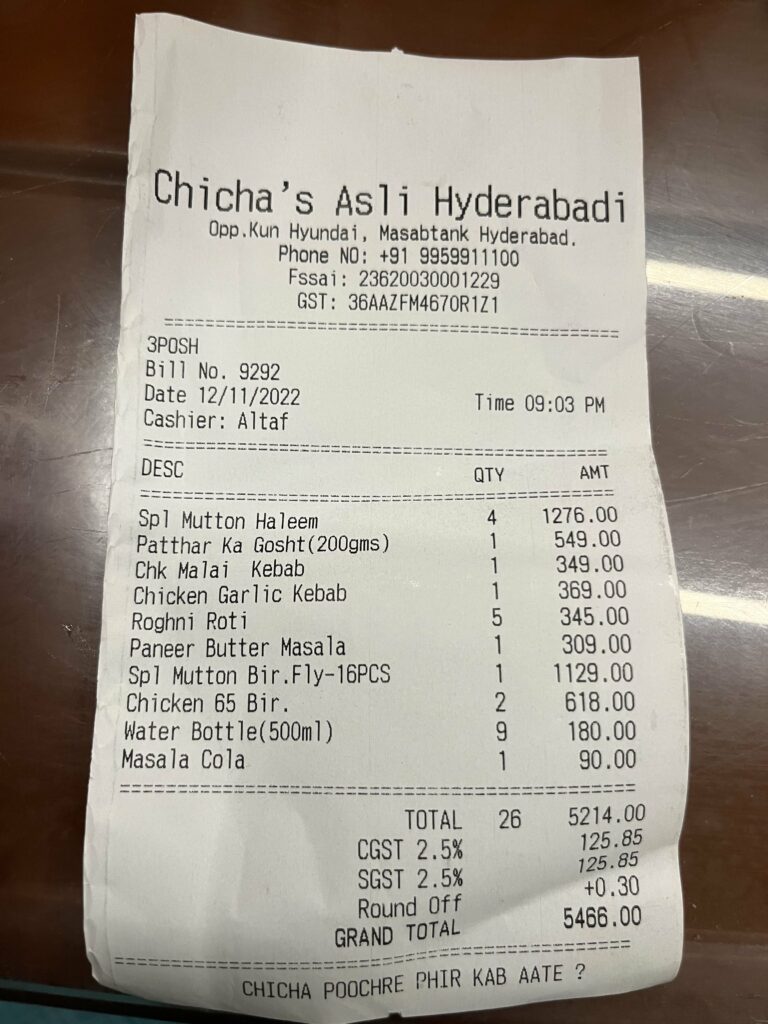 Chicha's Asli Hyderabadi
Opp.Kun Hyundai, Masabtank Hyderabad.
Phone NO: +91 9959911100
Fssai: 23620030001229
GST: 36AAZFM4670R1Z1
3POSH
Bill No. 9292
Date 12/11/2022 Time 09:03 PM
Cashier: Altaf
DESC QTY AMT
Spl Mutton Haleem 4 1276.00
Patthar Ka Gosht(200gms) 1 549.00
Chk Malai Kebab 1 349.00
Chicken Garlic Kebab 1 369.00
Roghni Roti 5 345.00
Paneer Butter Masala 1 309.00
Spl Mutton Bir.Fly-16PCS 1 1129.00
Chicken 65 Bir. 2 618.00
Water Bottle(500ml) 9 180.00
Masala Cola 1 90.00
TOTAL 26 5214.00
CGST 2.5% 125.85
SGST 2.5% 125.85
Round Off +0.30
GRAND TOTAL 5466.00
CHICHA POOCHRE PHIR KAB AATE ?